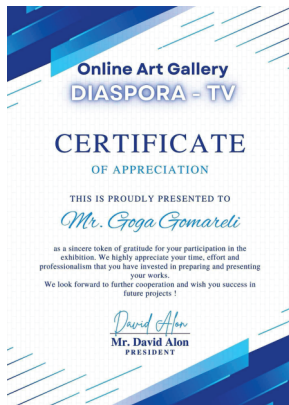 Online Art Gallery
DIASPORA - TV
CERTIFICATE
OF APPRECIATION
THIS IS PROUDLY PRESENTED TO
Mr. Goga Gomareli
as a sincere token of gratitude for your participation in the
exhibition. We highly appreciate your time, effort and
professionalism that you have invested in preparing and presenting
your works.
We look forward to further cooperation and wish you success in
future projects !
David Alon
Mr. David Alon
PRESIDENT